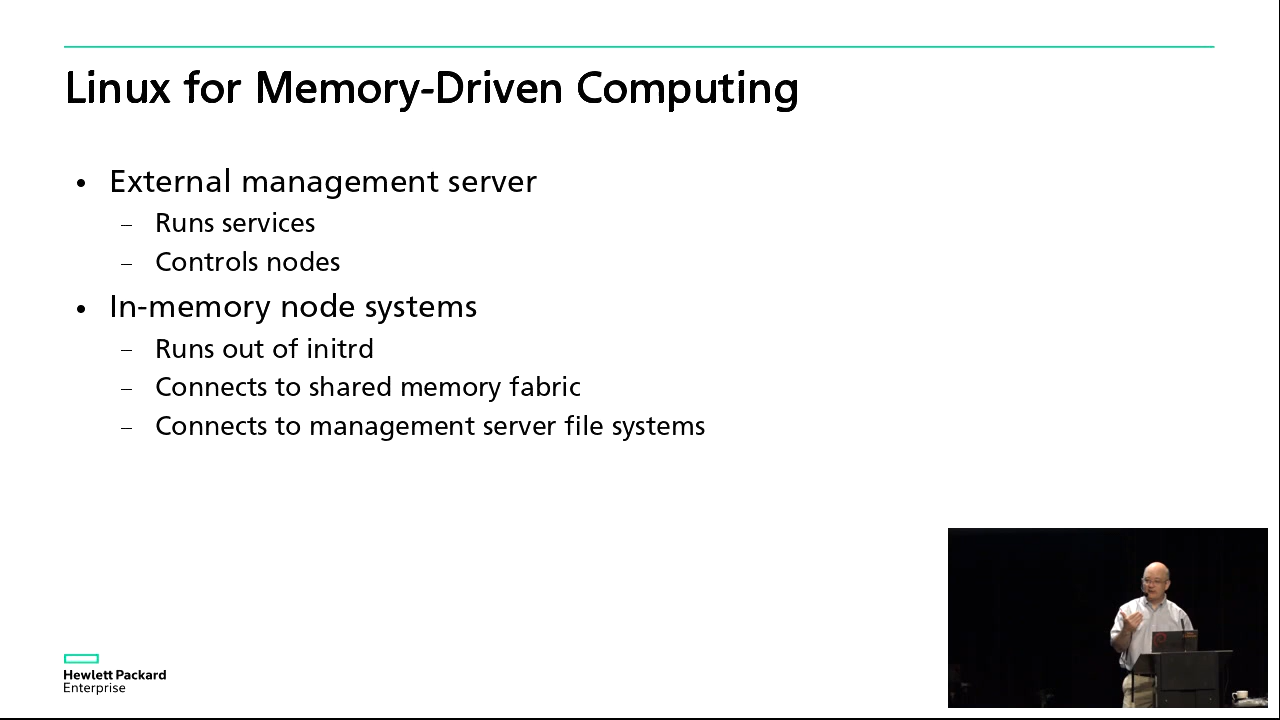 Linux for Memory-Driven Computing
• External management server
– Runs services
– Controls nodes
• In-memory node systems
– Runs out of initrd
– Connects to shared memory fabric
– Connects to management server file systems
Hewlett Packard
Enterprise